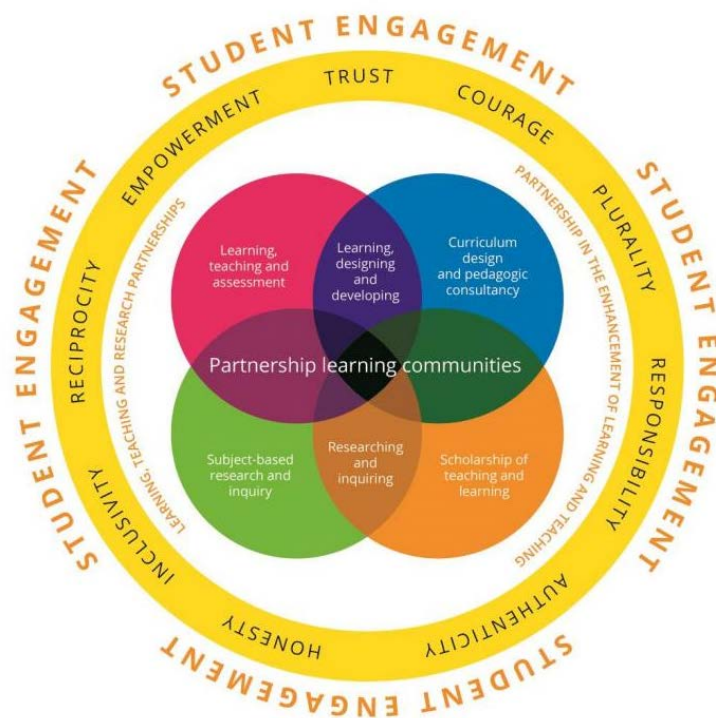 STUDENT ENGAGEMENT
STUDENT ENGAGEMENT
STUDENT ENGAGEMENT
STUDENT ENGAGEMENT
STUDENT ENGAGEMENT
TRUST
COURAGE
PLURALITY
RESPONSIBILITY
AUTHENTICITY
HONESTY
INCLUSIVITY
RECIPROCITY
EMPOWERMENT
LEARNING, TEACHING AND RESEARCH PARTNERSHIPS
PARTNERSHIP IN THE ENHANCEMENT OF LEARNING AND TEACHING
Learning,
teaching and
assessment
Learning,
designing
and
developing
Curriculum
design
and pedagogic
consultancy
Partnership learning communities
Subject-based
research and
inquiry
Researching
and
inquiring
Scholarship of
teaching and
learning